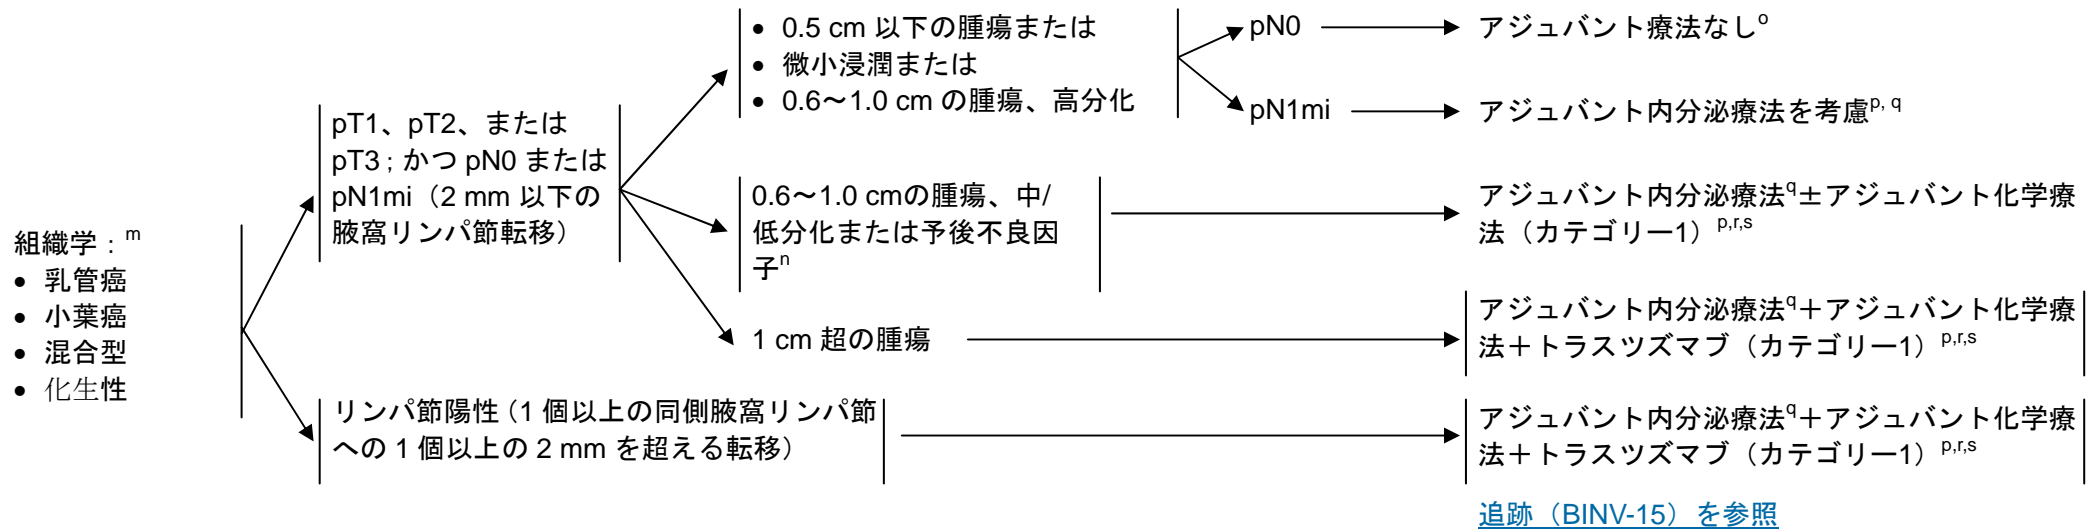 組織学：m
• 乳管癌
• 小葉癌
• 混合型
• 化生性
pT1、pT2、または
pT3；かつ pN0 または
pN1mi（2 mm 以下の
腋窩リンパ節転移）
• 0.5 cm 以下の腫瘍または
• 微小浸潤または
• 0.6～1.0 cm の腫瘍、高分化
pN0
アジュバント療法なしo
pN1mi
アジュバント内分泌療法を考慮p, q
0.6～1.0 cmの腫瘍、中/
低分化または予後不良因
子n
アジュバント内分泌療法q±アジュバント化学療
法（カテゴリー1）p,r,s
1 cm 超の腫瘍
アジュバント内分泌療法q＋アジュバント化学療
法＋トラスツズマブ（カテゴリー1）p,r,s
リンパ節陽性（1 個以上の同側腋窩リンパ節
への 1 個以上の 2 mm を超える転移）
アジュバント内分泌療法q＋アジュバント化学療
法＋トラスツズマブ（カテゴリー1）p,r,s
追跡（BINV-15）を参照